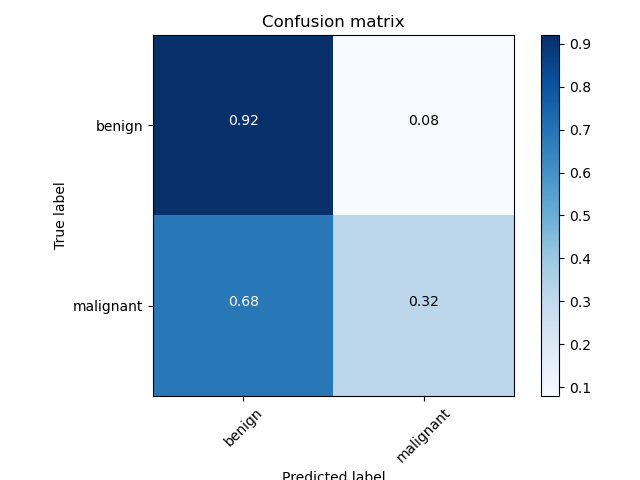 Confusion matrix
True label
benign
malignant
0.92
0.08
0.68
0.32
benign
malignant
Predicted label
0.9
0.8
0.7
0.6
0.5
0.4
0.3
0.2
0.1